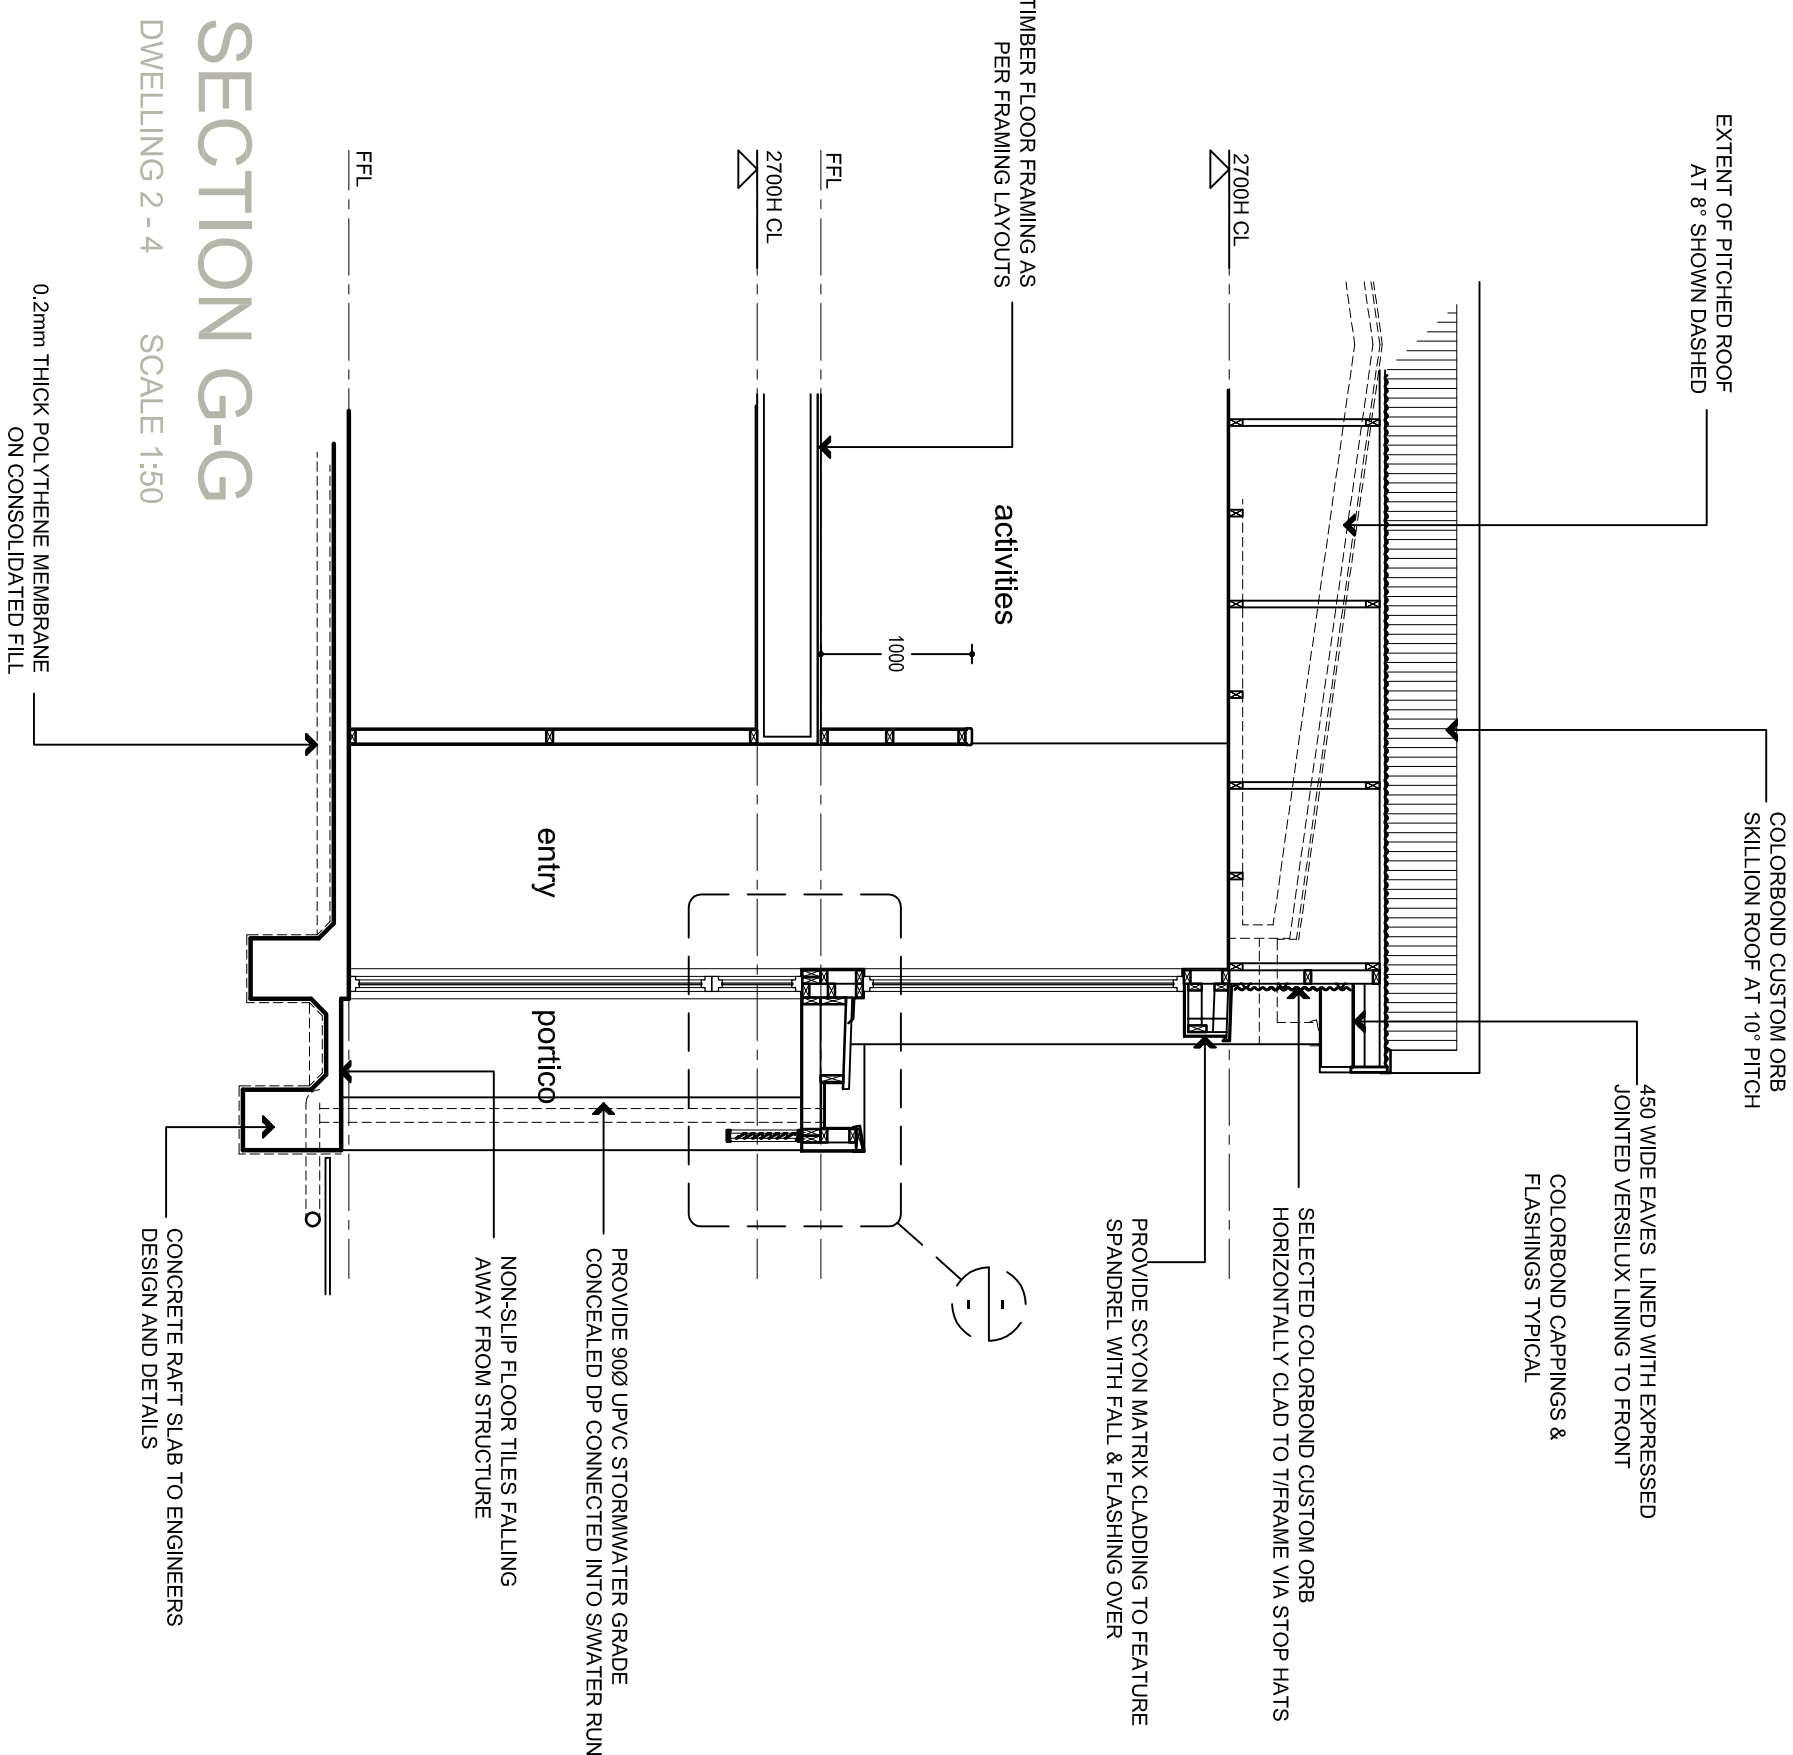 EXTENT OF PITCHED ROOF
AT 8° SHOWN DASHED
COLORBOND CUSTOM ORB
SKILLION ROOF AT 10° PITCH
450 WIDE EAVES LINED WITH EXPRESSED
JOINTED VERSILUX LINING TO FRONT
COLORBOND CAPPINGS &
FLASHINGS TYPICAL
2700H CL
SELECTED COLORBOND CUSTOM ORB
HORIZONTALLY CLAD TO T/FRAME VIA STOP HATS
PROVIDE SCYON MATRIX CLADDING TO FEATURE
SPANDREL WITH FALL & FLASHING OVER
TIMBER FLOOR FRAMING AS
PER FRAMING LAYOUTS
activities
1000
- -
FFL
2700H CL
entry
portico
PROVIDE 90Ø UPVC STORMWATER GRADE
CONCEALED DP CONNECTED INTO S/WATER RUN
NON-SLIP FLOOR TILES FALLING
AWAY FROM STRUCTURE
FFL
CONCRETE RAFT SLAB TO ENGINEERS
DESIGN AND DETAILS
SECTION G-G
DWELLING 2 - 4 SCALE 1:50
0.2mm THICK POLYTHENE MEMBRANE
ON CONSOLIDATED FILL